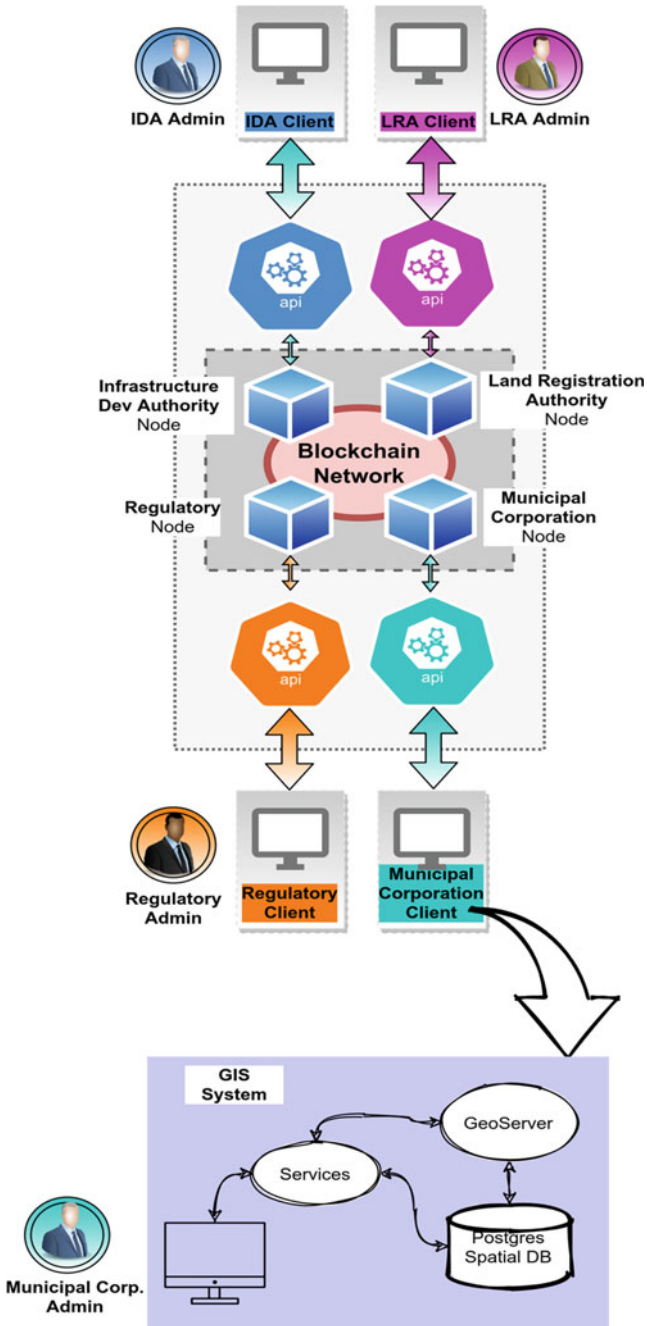 IDA Admin
IDA Client
LRA Client
LRA Admin
api
api
Infrastructure
Dev Authority
Node
Land Registration
Authority
Node
Blockchain
Network
Regulatory
Node
Municipal
Corporation
Node
api
api
Regulatory
Admin
Regulatory
Client
Municipal
Corporation
Client
GIS
System
GeoServer
Services
Postgres
Spatial DB
Municipal Corp.
Admin